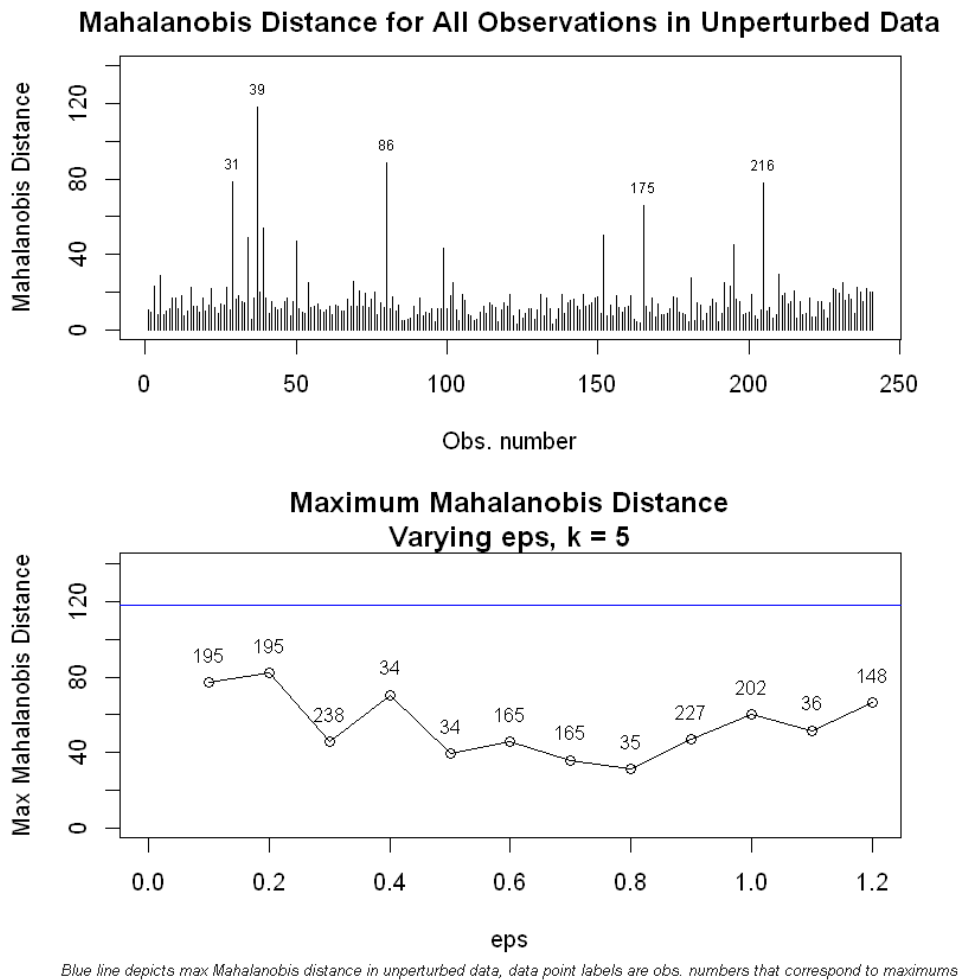 Mahalanobis Distance for All Observations in Unperturbed Data
Mahalanobis Distance
120
80
40
0
31
39
86
175
216
0 50 100 150 200 250
Obs. number
Maximum Mahalanobis Distance
Varying eps, k = 5
Max Mahalanobis Distance
120
80
40
0
195
195
238
34
34
165
165
35
227
202
36
148
0.0 0.2 0.4 0.6 0.8 1.0 1.2
eps
Blue line depicts max Mahalanobis distance in unperturbed data, data point labels are obs. numbers that correspond to maximums